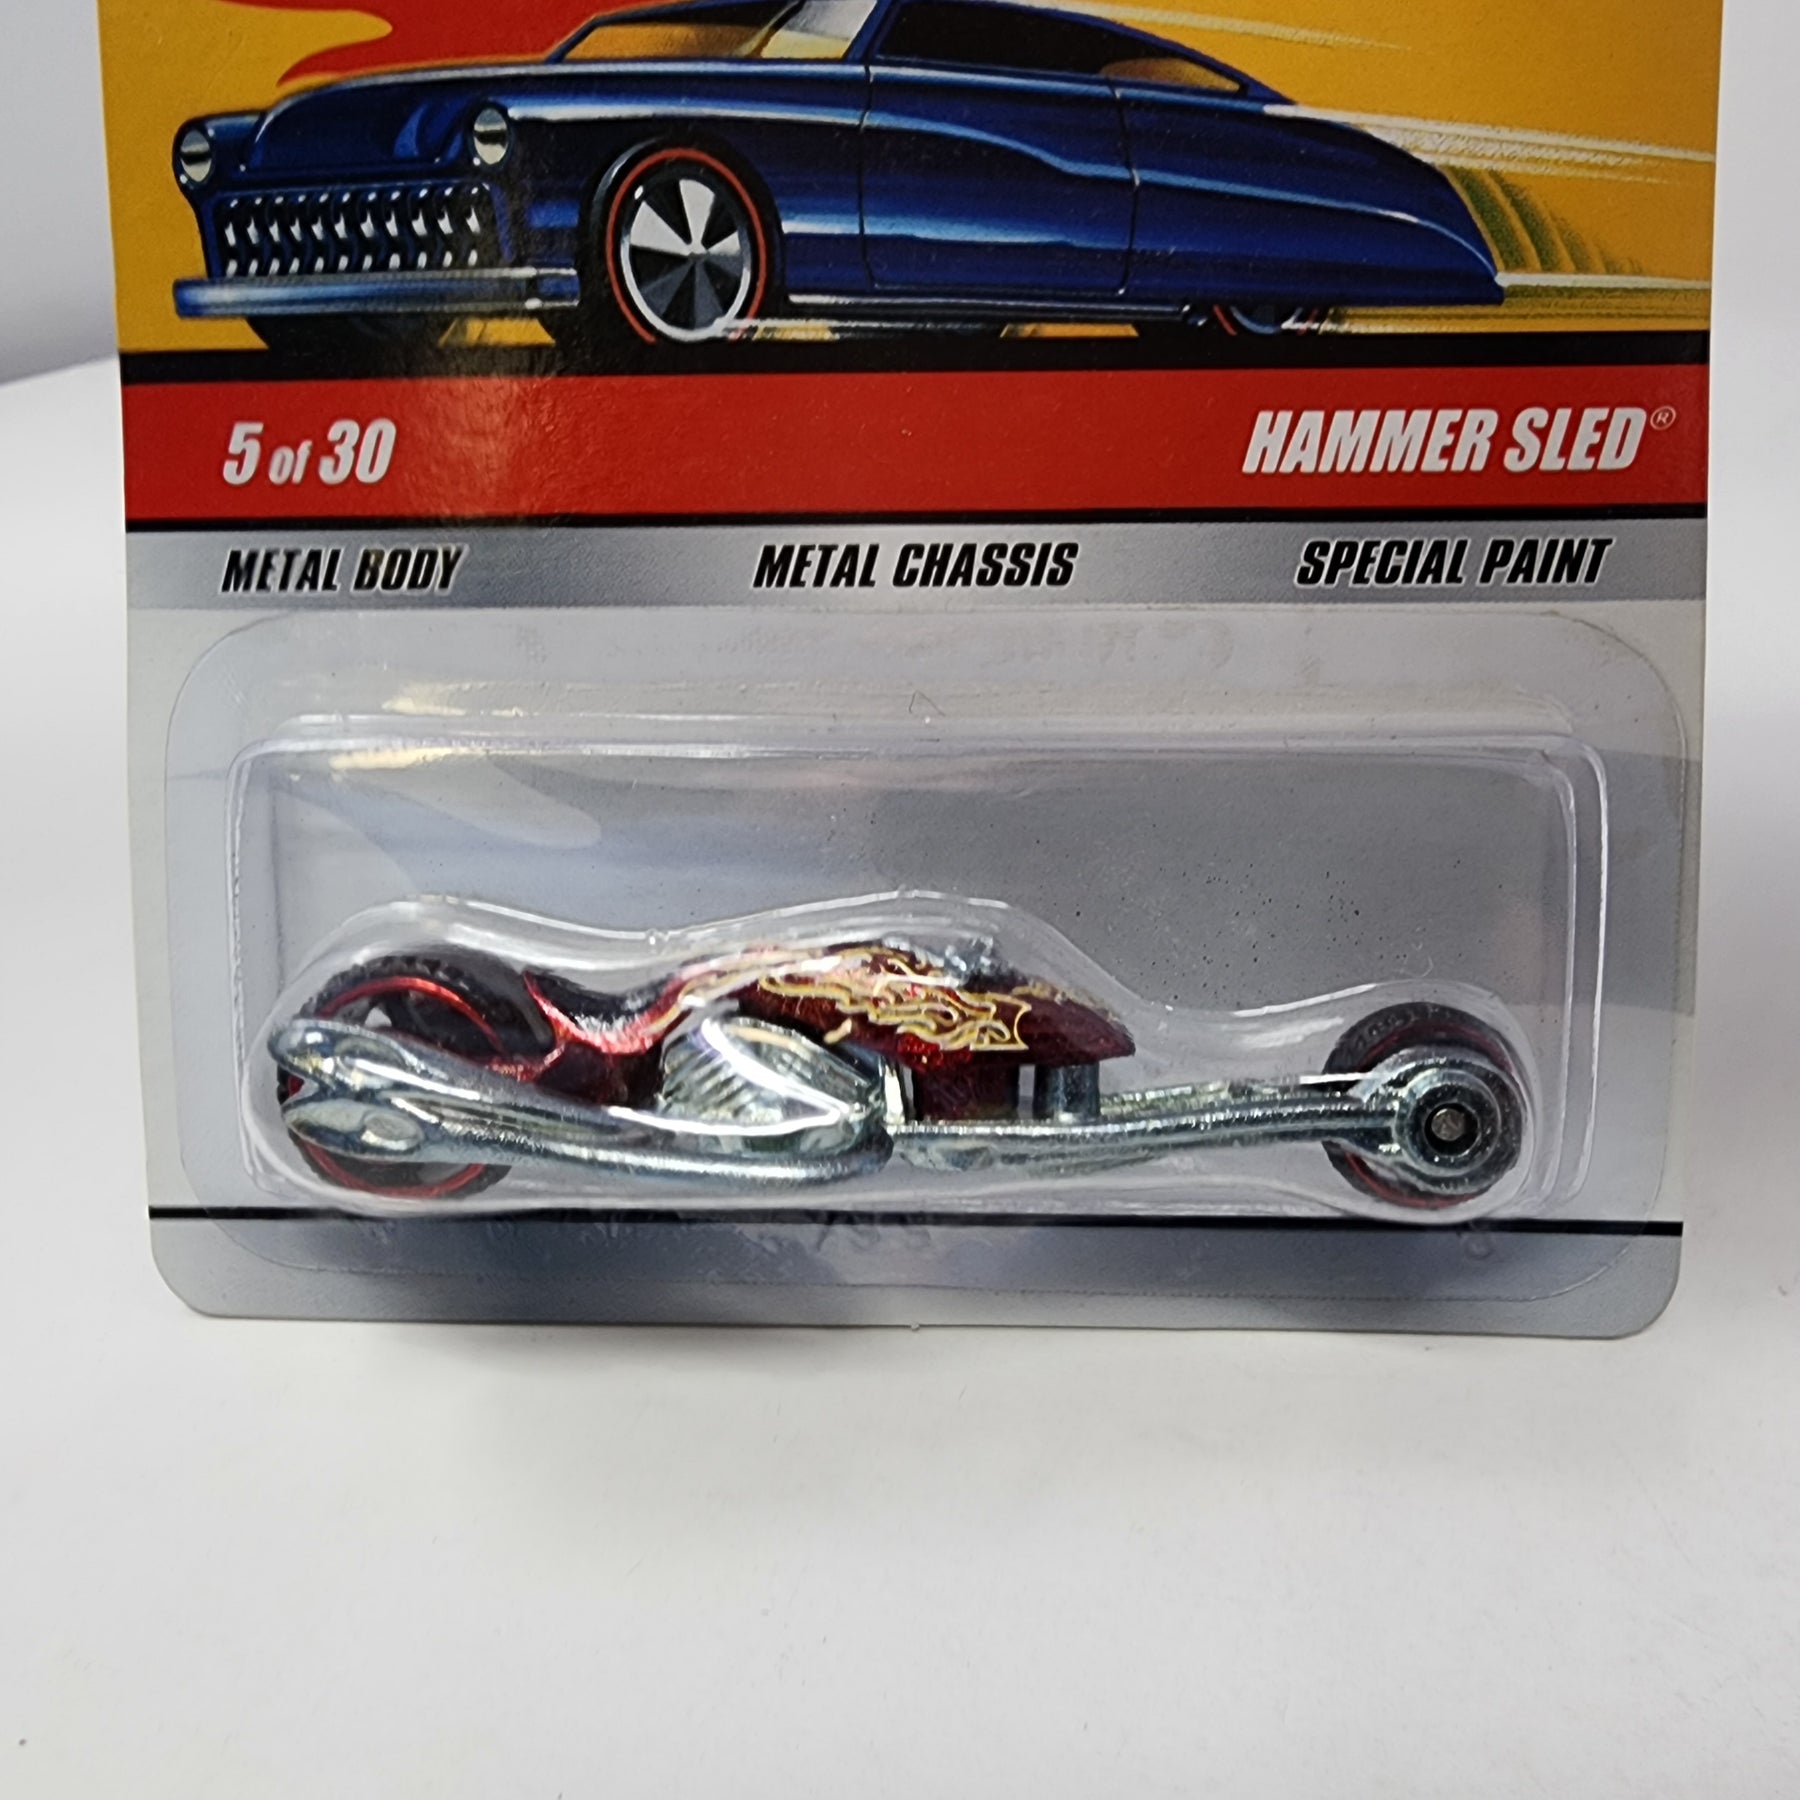 5 of 30
HAMMER SLED®
METAL BODY METAL CHASSIS SPECIAL PAINT